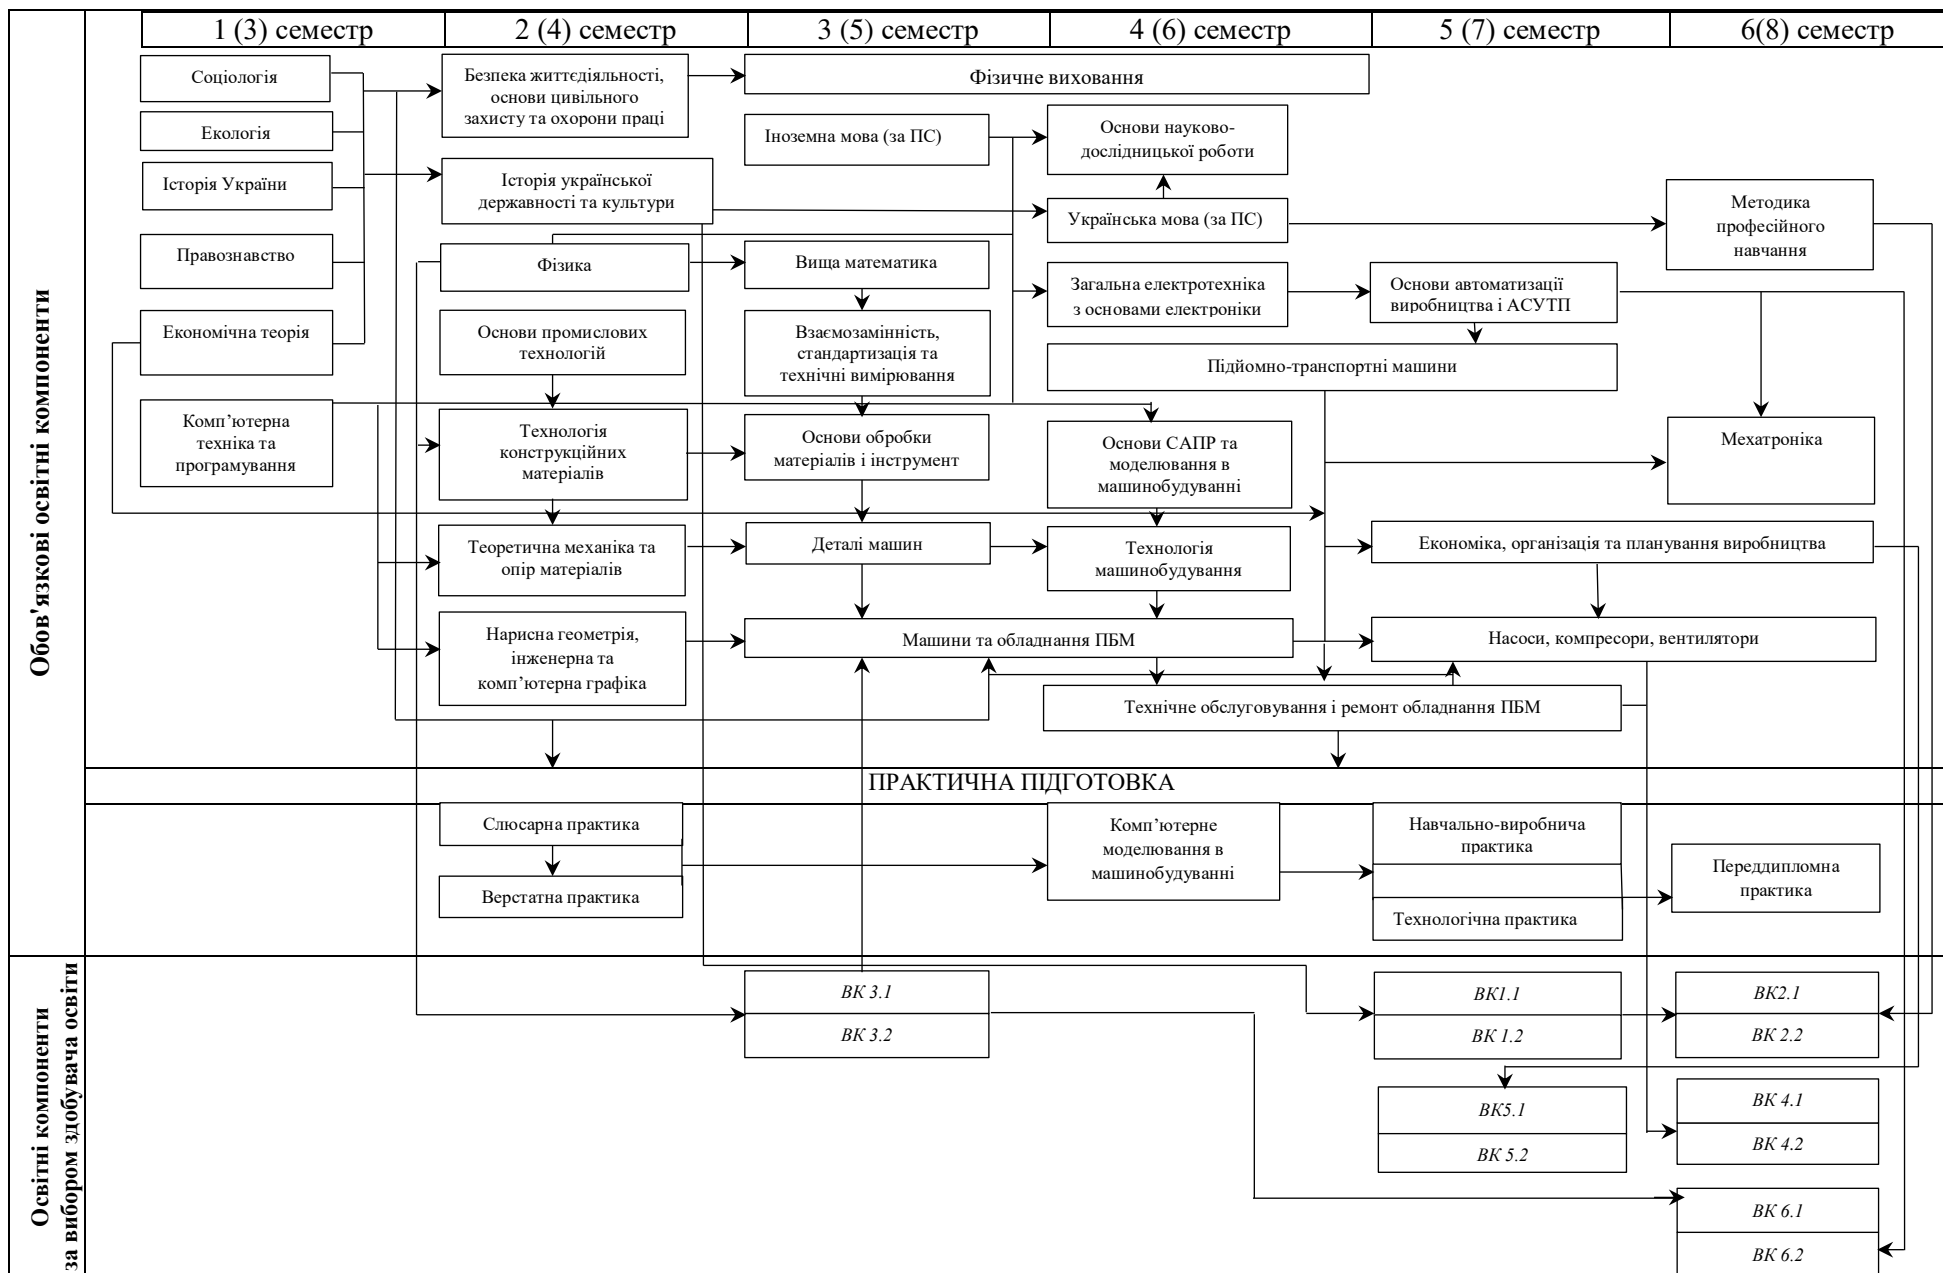 1 (3) семестр
2 (4) семестр
3 (5) семестр
4 (6) семестр
5 (7) семестр
6(8) семестр
Обов'язкові освітні компоненти
Соціологія
Безпека життєдіяльності,
основи цивільного
захисту та охорони праці
Фізичне виховання
Екологія
Іноземна мова (за ПС)
Основи науково-
дослідницької роботи
Історія України
Історія української
державності та культури
Українська мова (за ПС)
Методика
професійного
навчання
Правознавство
Фізика
Вища математика
Загальна електротехніка
з основами електроніки
Основи автоматизації
виробництва і АСУТП
Економічна теорія
Основи промислових
технологій
Взаємозамінність,
стандартизація та
технічні вимірювання
Підйомно-транспортні машини
Комп’ютерна
техніка та
програмування
Технологія
конструкційних
матеріалів
Основи обробки
матеріалів і інструмент
Основи САПР та
моделювання в
машинобудуванні
Мехатроніка
Теоретична механіка та
опір матеріалів
Деталі машин
Технологія
машинобудування
Економіка, організація та планування виробництва
Нарисна геометрія,
інженерна та
комп’ютерна графіка
Машини та обладнання ПБМ
Насоси, компресори, вентилятори
Технічне обслуговування і ремонт обладнання ПБМ
ПРАКТИЧНА ПІДГОТОВКА
Слюсарна практика
Верстатна практика
Комп’ютерне
моделювання в
машинобудуванні
Навчально-виробнича
практика
Технологічна практика
Переддипломна
практика
Освітні компоненти
за вибором здобувача освіти
ВК 3.1
ВК 3.2
ВК1.1
ВК 1.2
ВК2.1
ВК 2.2
ВК5.1
ВК 5.2
ВК 4.1
ВК 4.2
ВК 6.1
ВК 6.2